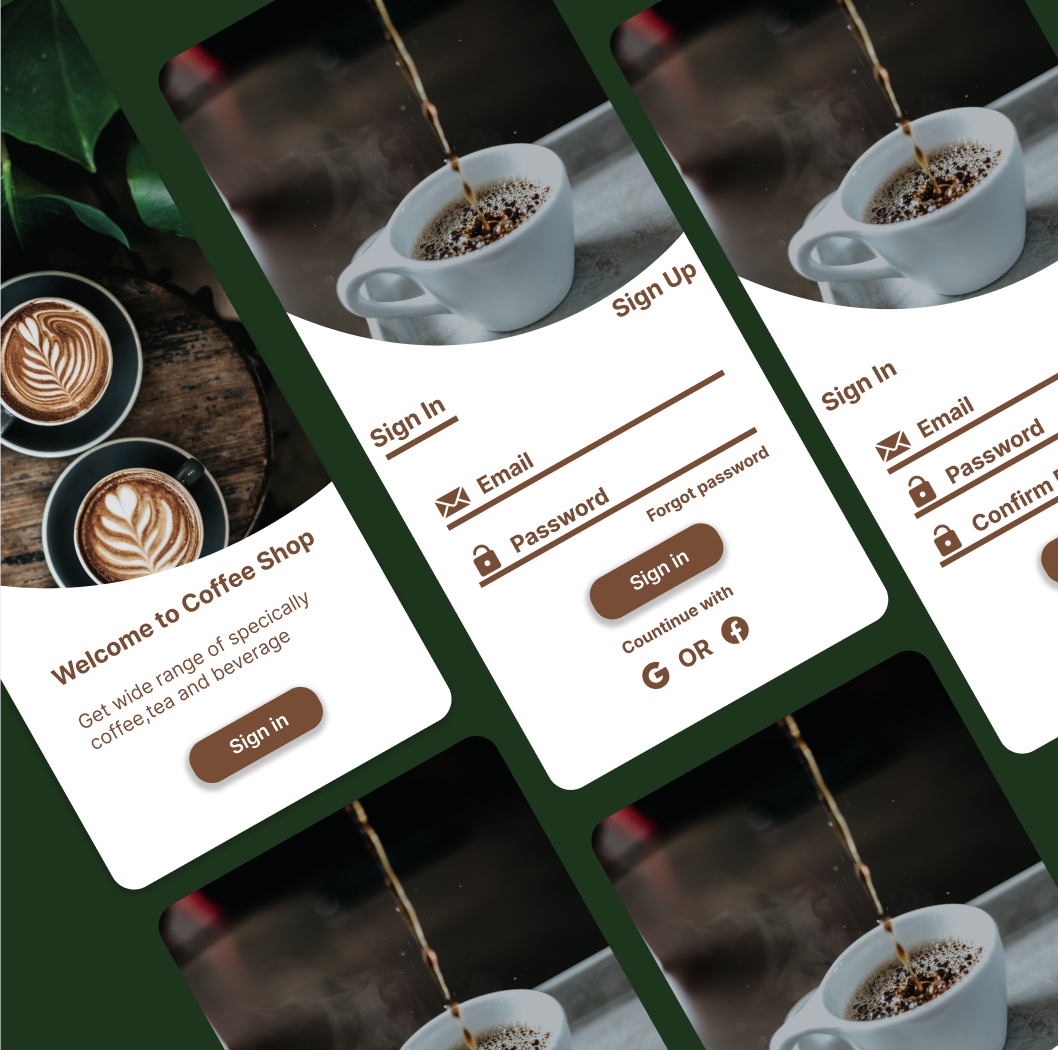 Welcome to Coffee Shop
Get wide range of specically
coffee,tea and beverage
Sign in
Sign In
Sign Up
Email
Password
Forgot password
Sign in
Countinue with
G OR f
Sign In
Email
Password
Confirm